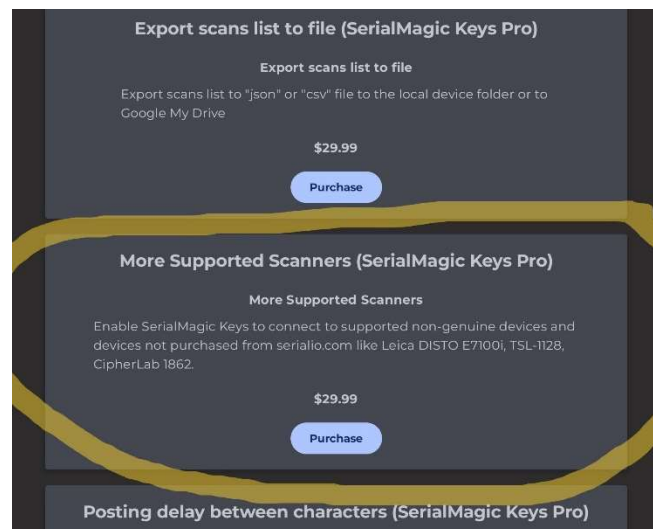 Export scans list to file (SerialMagic Keys Pro)
Export scans list to file
Export scans list to "json" or "csv" file to the local device folder or to
Google My Drive
$29.99
Purchase
More Supported Scanners (SerialMagic Keys Pro)
More Supported Scanners
Enable SerialMagic Keys to connect to supported non-genuine devices and
devices not purchased from serialio.com like Leica DISTO E7100i, TSL-1128,
CipherLab 1862.
$29.99
Purchase
Posting delay between characters (SerialMagic Keys Pro)